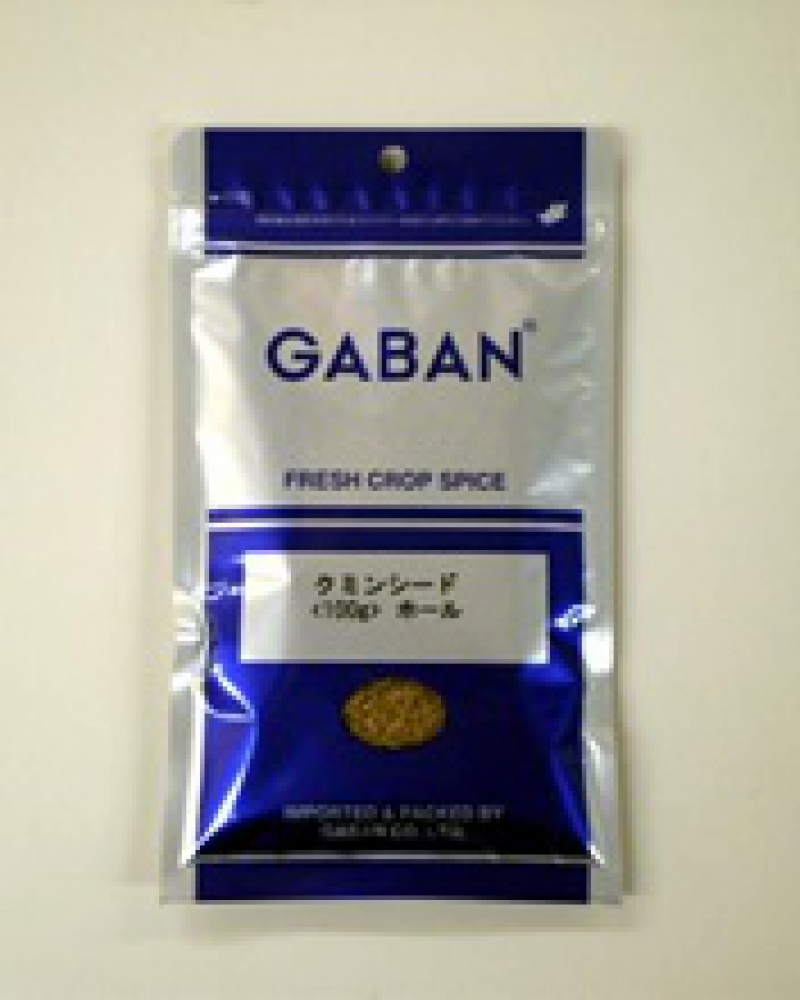 GABAN®
FRESH CROP SPICE
クミンシード
<100g> ホール
IMPORTED & PACKED BY
GABAN CO., LTD.